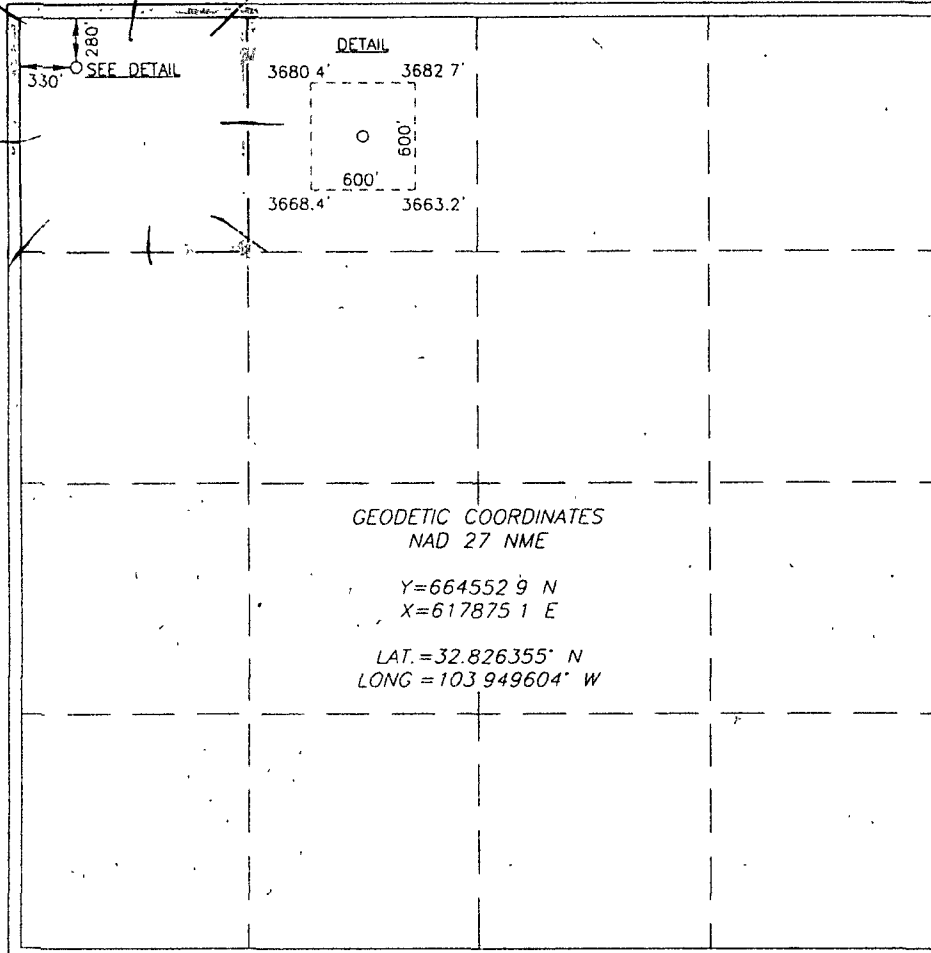 280'
330'
SEE DETAIL
DETAIL
3680 4' 3682 7'
600'
600'
3668.4' 3663.2'
GEODETIC COORDINATES
NAD 27 NME
Y=664552 9 N
X=617875 1 E
LAT.=32.826355° N
LONG =103 949604° W